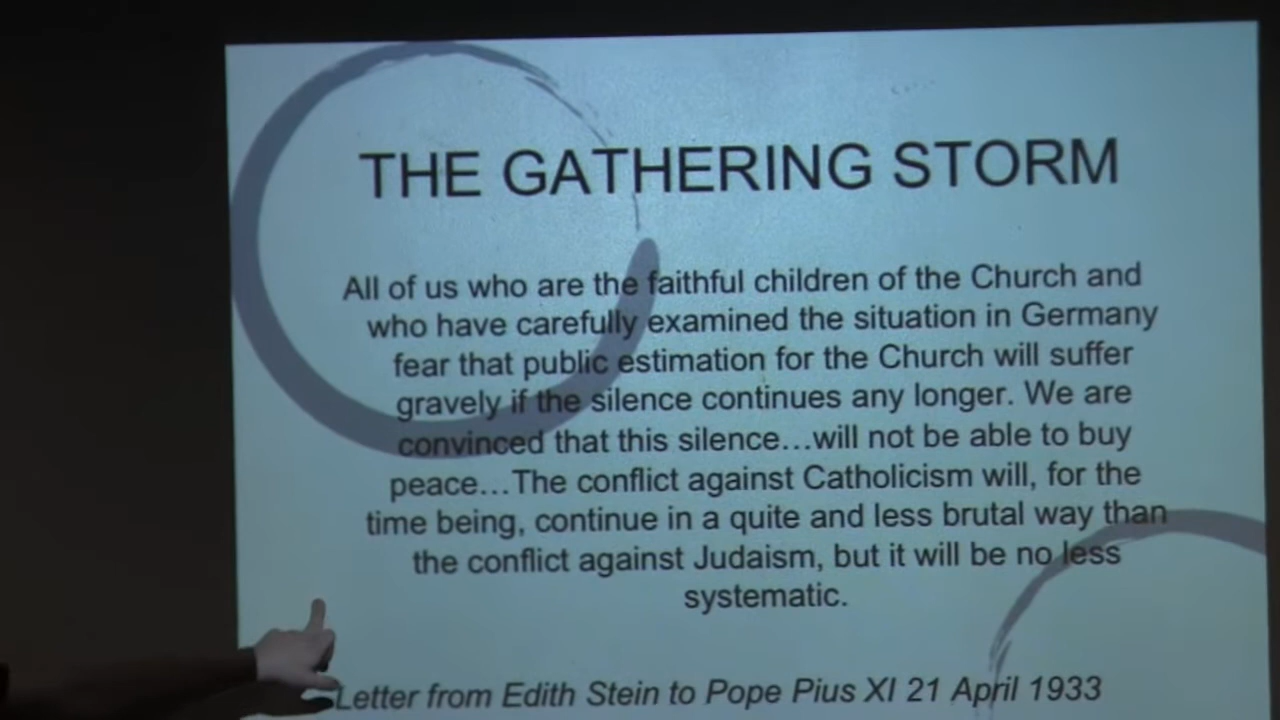 THE GATHERING STORM
All of us who are the faithful children of the Church and
who have carefully examined the situation in Germany
fear that public estimation for the Church will suffer
gravely if the silence continues any longer. We are
convinced that this silence…will not be able to buy
peace…The conflict against Catholicism will, for the
time being, continue in a quite and less brutal way than
the conflict against Judaism, but it will be no less
systematic.
Letter from Edith Stein to Pope Pius XI 21 April 1933